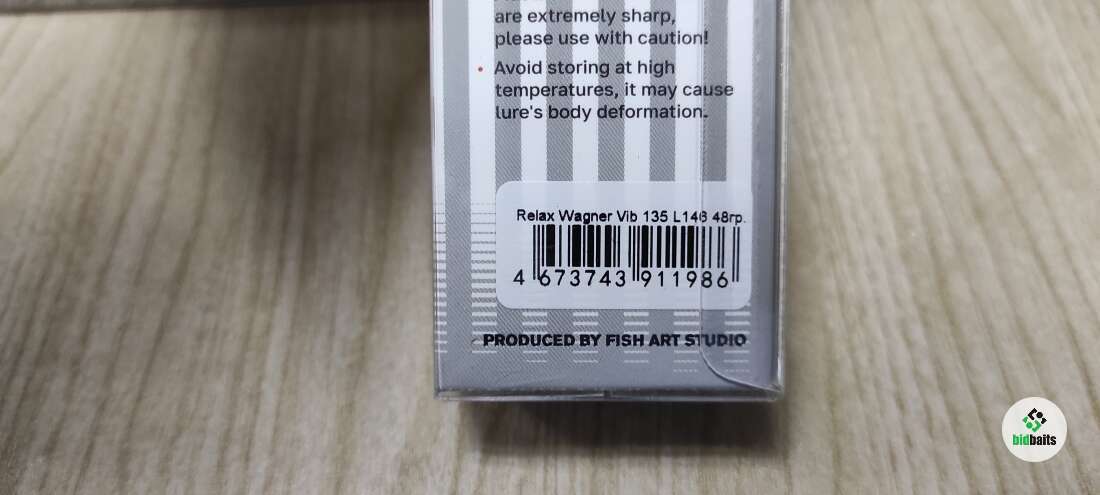 are extremely sharp,
please use with caution!
• Avoid storing at high
temperatures, it may cause
lure's body deformation.
Relax Wagner Vib 135 L146 48гр.
4 673743 911986
PRODUCED BY FISH ART STUDIO
bidbaits